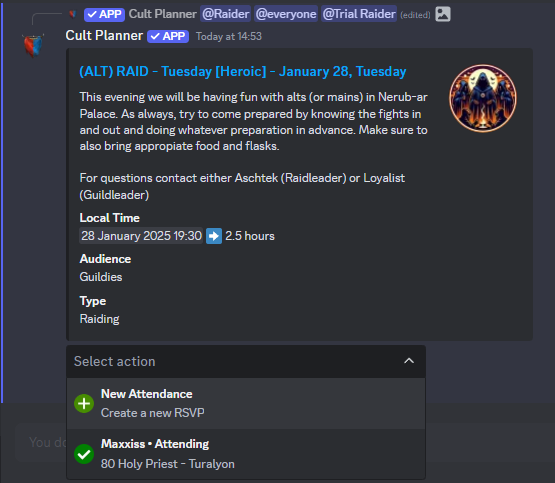 APP Cult Planner @Raider @everyone @Trial Raider (edited)
Cult Planner APP Today at 14:53
(ALT) RAID - Tuesday [Heroic] - January 28, Tuesday
This evening we will be having fun with alts (or mains) in Nerub-ar
Palace. As always, try to come prepared by knowing the fights in
and out and doing whatever preparation in advance. Make sure to
also bring appropiate food and flasks.
For questions contact either Aschtek (Raidleader) or Loyalist
(Guildleader)
Local Time
28 January 2025 19:30 ➡ 2.5 hours
Audience
Guildies
Type
Raiding
Select action
New Attendance
Create a new RSVP
Maxxiss • Attending
80 Holy Priest - Turalyon
You do